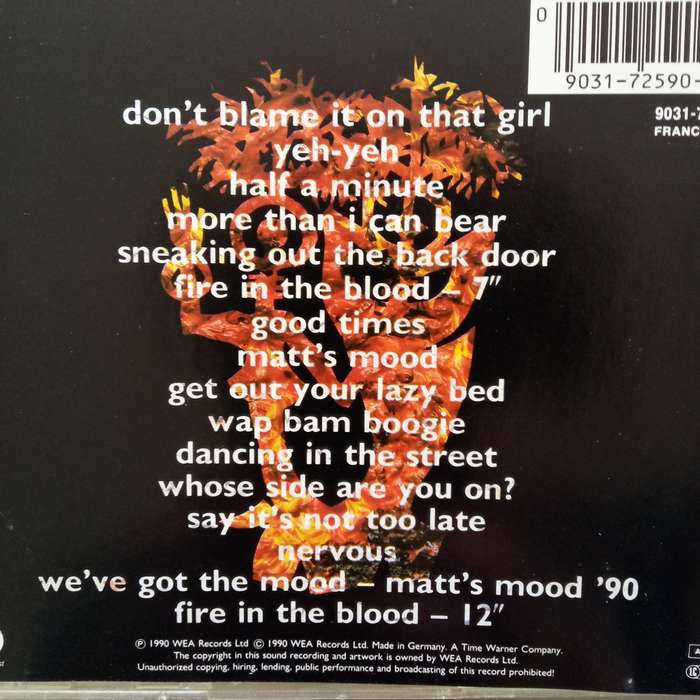 0
9031-72590-
9031-7
FRANC
don't blame it on that girl
yeh-yeh
half a minute
more than i can bear
sneaking out the back door
fire in the blood – 7"
good times
matt's mood
get out your lazy bed
wap bam boogie
dancing in the street
whose side are you on?
say it's not too late
nervous
we've got the mood – matt's mood '90
fire in the blood – 12"
℗ 1990 WEA Records Ltd © 1990 WEA Records Ltd. Made in Germany. A Time Warner Company.
The copyright in this sound recording and artwork is owned by WEA Records Ltd.
Unauthorized copying, hiring, lending, public performance and broadcasting of this record prohibited!